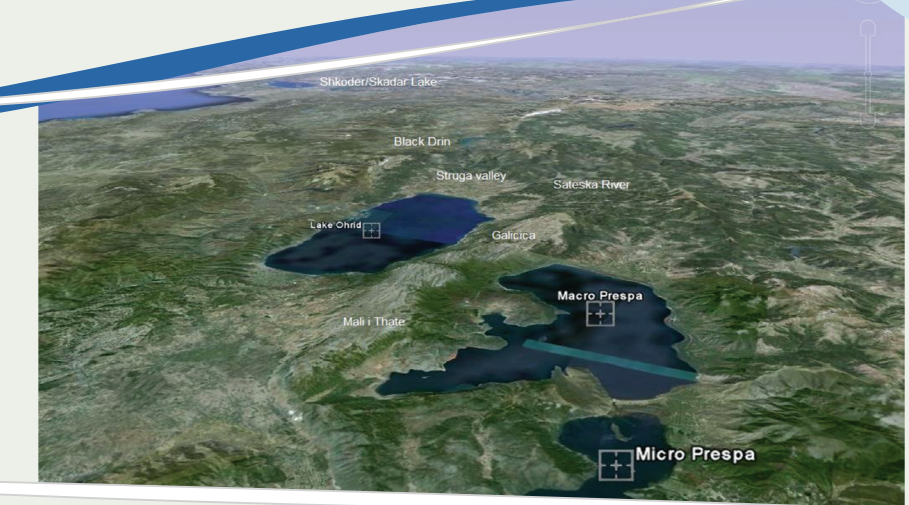 Shkoder/Skadar Lake
Black Drin
Struga valley
Sateska River
Lake Ohrid
Galicica
Macro Prespa
Mali i Thate
Micro Prespa